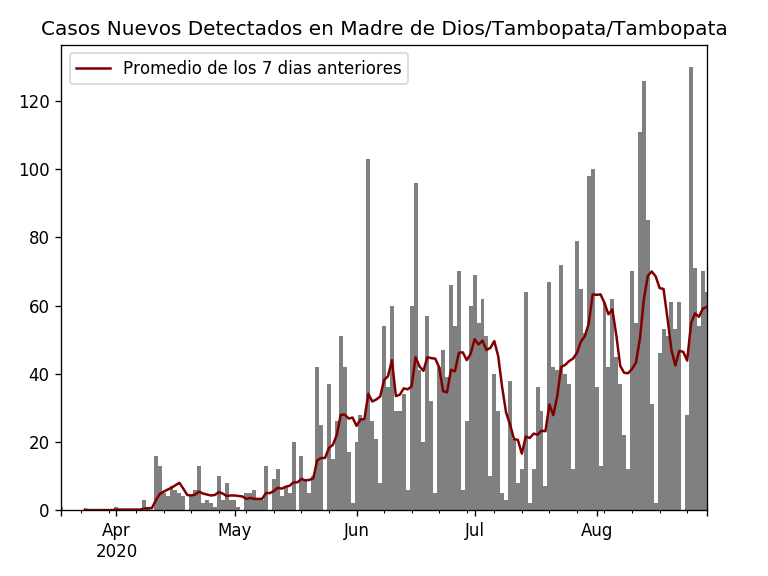 Casos Nuevos Detectados en Madre de Dios/Tambopata/Tambopata
Promedio de los 7 dias anteriores
120
100
80
60
40
20
0
Apr May Jun Jul Aug
2020